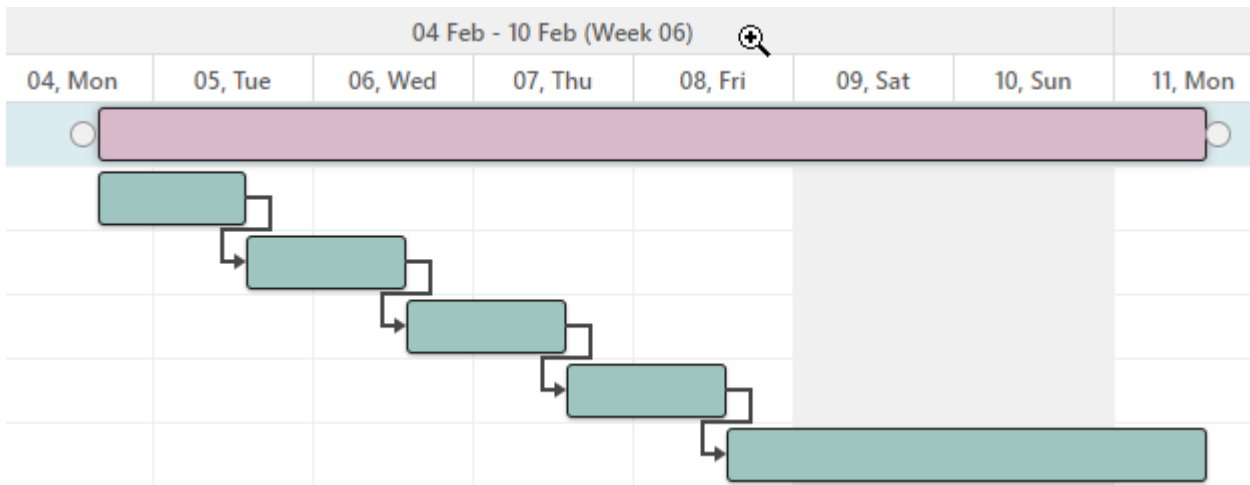 04 Feb - 10 Feb (Week 06)
04, Mon 05, Tue 06, Wed 07, Thu 08, Fri 09, Sat 10, Sun 11, Mon